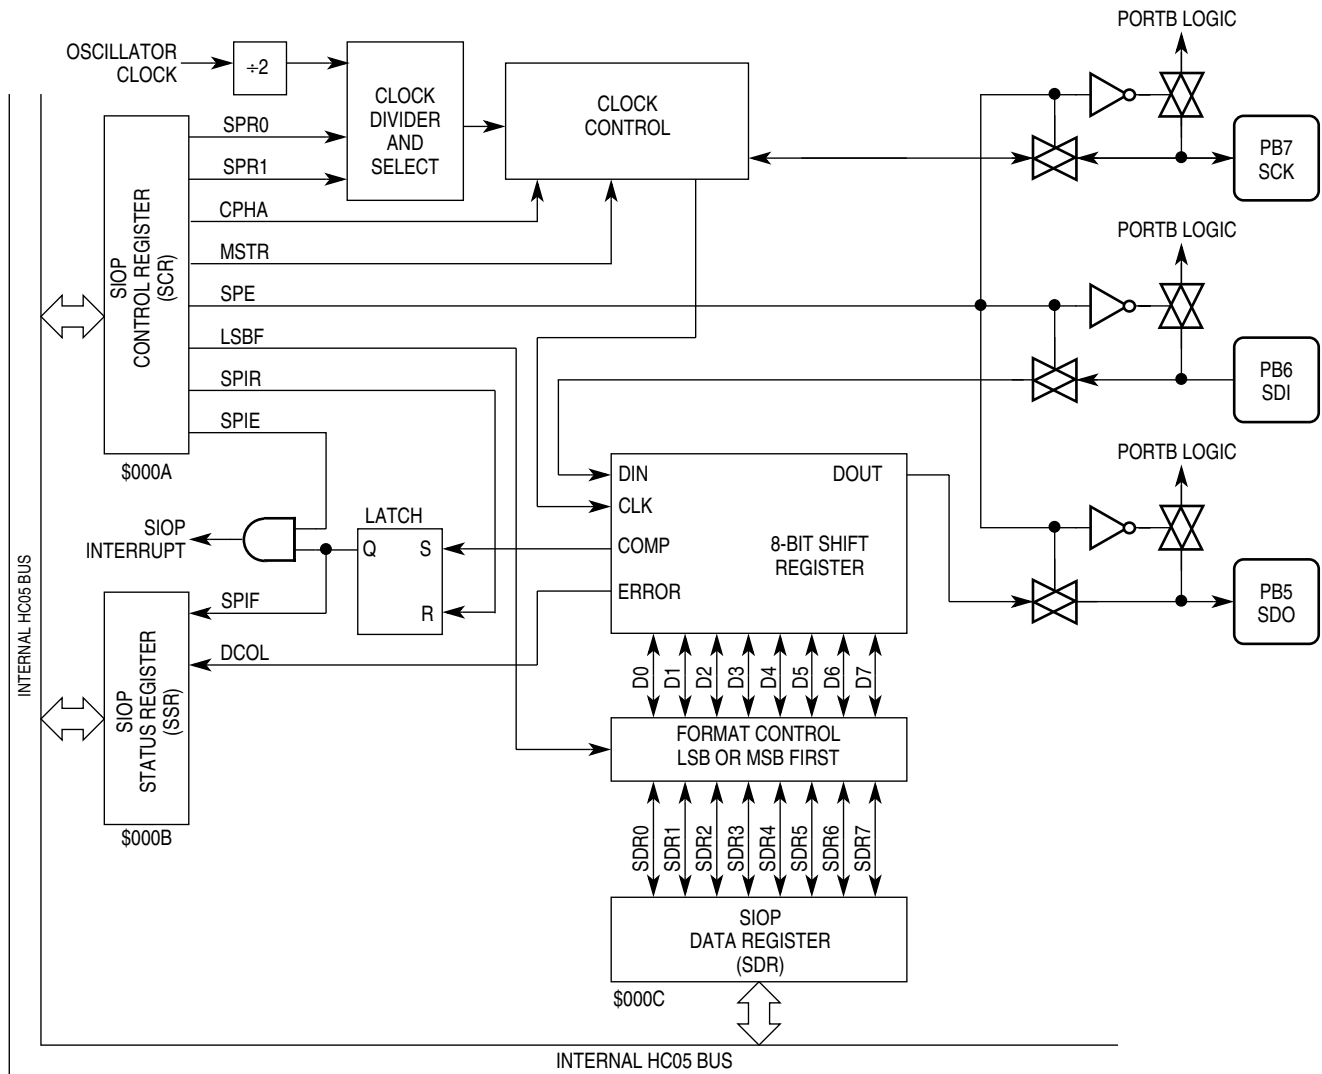 PORTB LOGIC
OSCILLATOR
CLOCK
÷2
CLOCK
DIVIDER
AND
SELECT
CLOCK
CONTROL
PB7
SCK
SPR0
SPR1
CPHA
MSTR
SPE
LSBF
SPIR
SPIE
SIOP
CONTROL REGISTER
(SCR)
$000A
PORTB LOGIC
PB6
SDI
PORTB LOGIC
PB5
SDO
DIN
CLK
COMP
ERROR
DOUT
8-BIT SHIFT
REGISTER
LATCH
Q
S
R
SIOP
INTERRUPT
SPIF
DCOL
SIOP
STATUS REGISTER
(SSR)
$000B
INTERNAL HC05 BUS
D0
D1
D2
D3
D4
D5
D6
D7
FORMAT CONTROL
LSB OR MSB FIRST
SDR0
SDR1
SDR2
SDR3
SDR4
SDR5
SDR6
SDR7
SIOP
DATA REGISTER
(SDR)
$000C
INTERNAL HC05 BUS